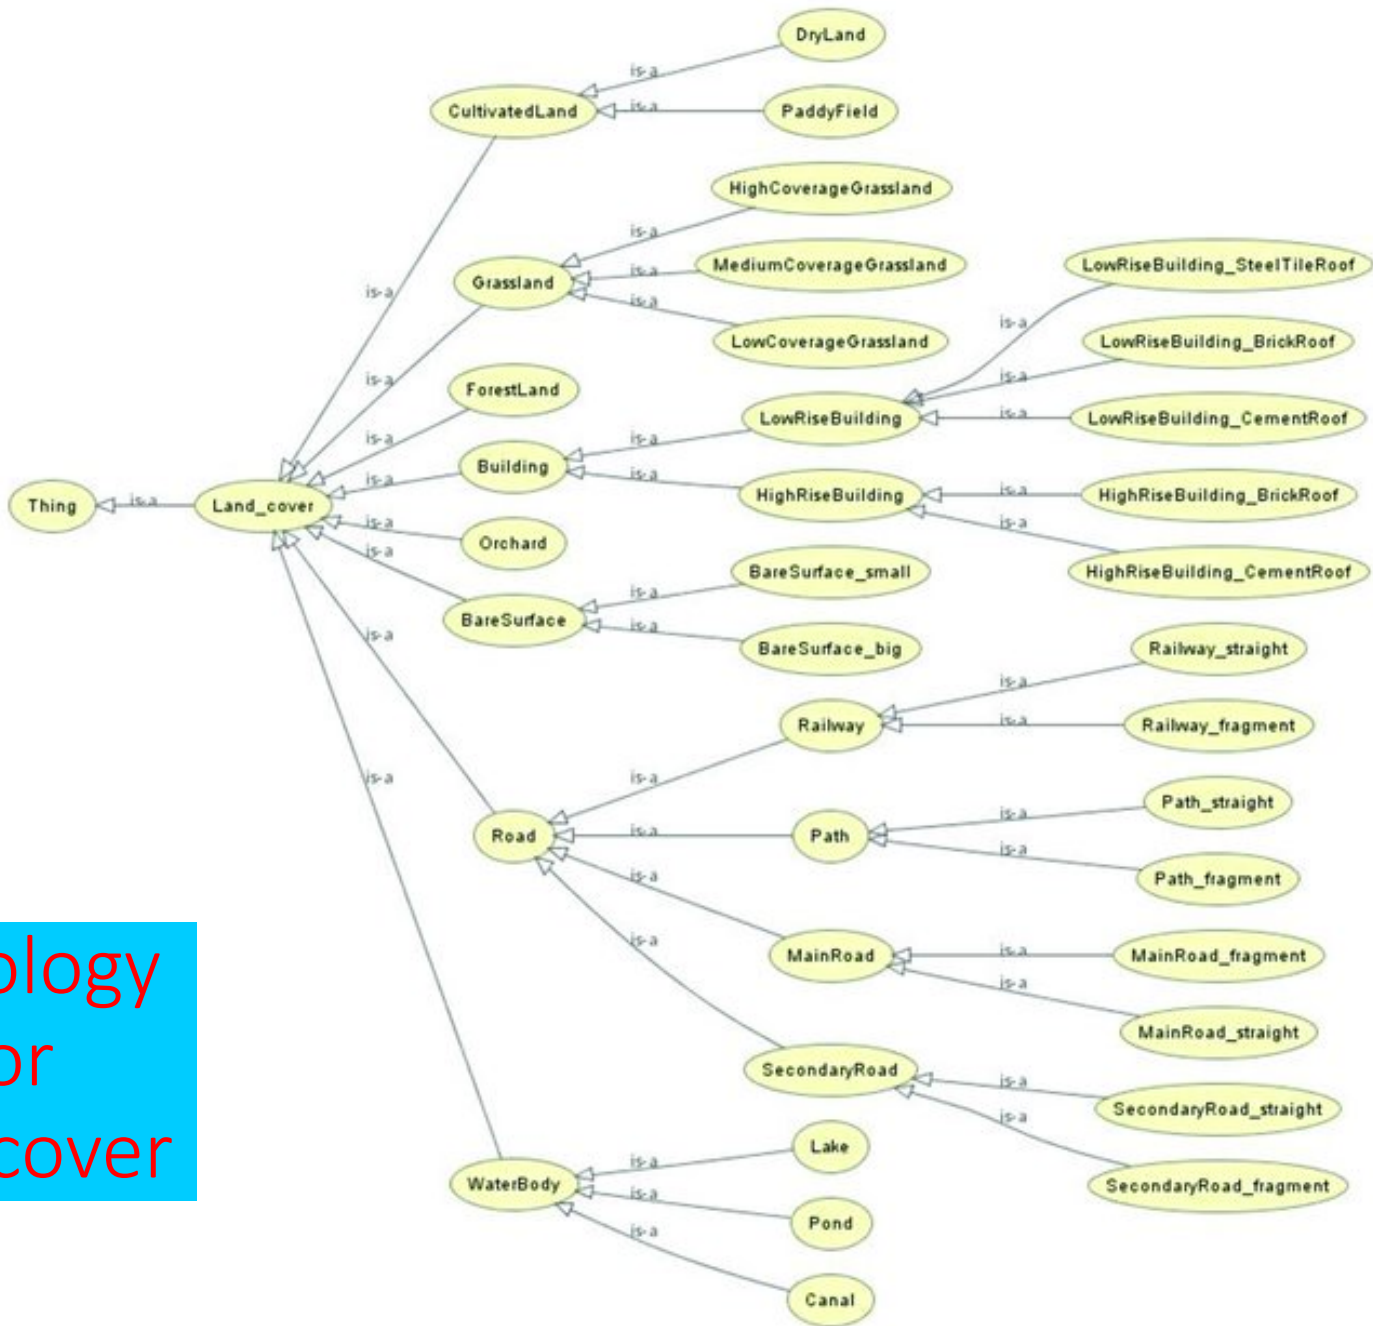 DryLand
is-a
CultivatedLand
is-a
PaddyField
HighCoverageGrassland
is-a
MediumCoverageGrassland
is-a
LowRiseBuilding_SteelTileRoof
Grassland
is-a
is-a
is-a
LowCoverageGrassland
is-a
LowRiseBuilding_BrickRoof
is-a
is-a
ForestLand
LowRiseBuilding
is-a
LowRiseBuilding_CementRoof
is-a
is-a
Building
is-a
is-a
HighRiseBuilding
is-a
HighRiseBuilding_BrickRoof
Thing
is-a
Land_cover
is-a
is-a
Orchard
is-a
BareSurface_small
HighRiseBuilding_CementRoof
is-a
BareSurface
is-a
is-a
BareSurface_big
Railway_straight
is-a
Railway
is-a
Railway_fragment
is-a
is-a
Path_straight
is-a
Road
is-a
Path
is-a
Path_fragment
is-a
is-a
MainRoad
is-a
MainRoad_fragment
is-a
MainRoad_straight
SecondaryRoad
is-a
SecondaryRoad_straight
is-a
Lake
is-a
WaterBody
is-a
SecondaryRoad_fragment
Pond
is-a
Canal
ology
or
cover